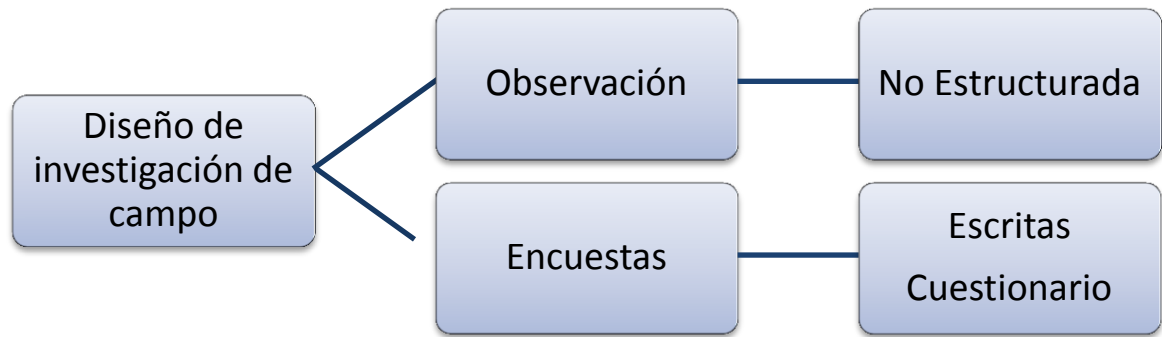 Diseño de
investigación de
campo
Observación
No Estructurada
Encuestas
Escritas
Cuestionario